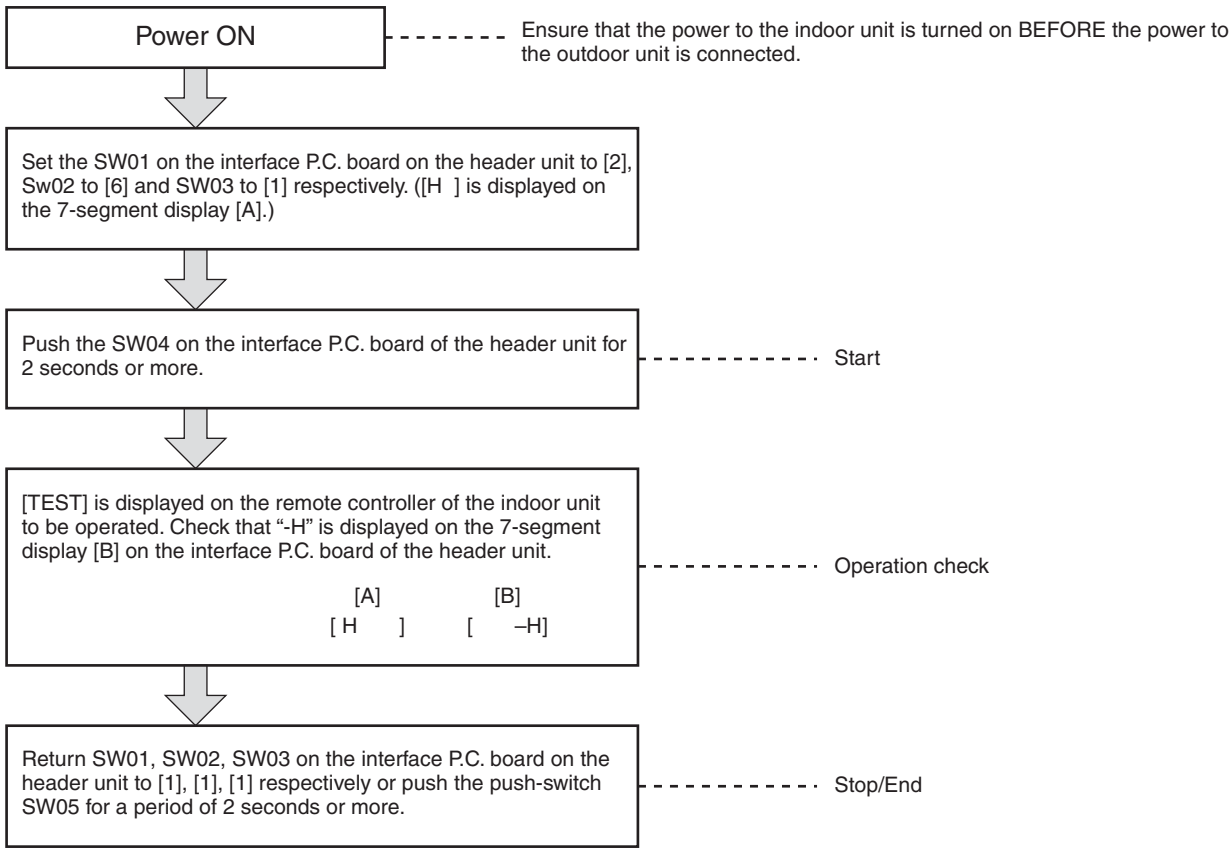 Power ON
Ensure that the power to the indoor unit is turned on BEFORE the power to
the outdoor unit is connected.
Set the SW01 on the interface P.C. board on the header unit to [2],
Sw02 to [6] and SW03 to [1] respectively. ([H  ] is displayed on
the 7-segment display [A].)
Push the SW04 on the interface P.C. board of the header unit for
2 seconds or more.
Start
[TEST] is displayed on the remote controller of the indoor unit
to be operated. Check that “-H” is displayed on the 7-segment
display [B] on the interface P.C. board of the header unit.
[A] [B]
[ H    ] [    –H]
Operation check
Return SW01, SW02, SW03 on the interface P.C. board on the
header unit to [1], [1], [1] respectively or push the push-switch
SW05 for a period of 2 seconds or more.
Stop/End